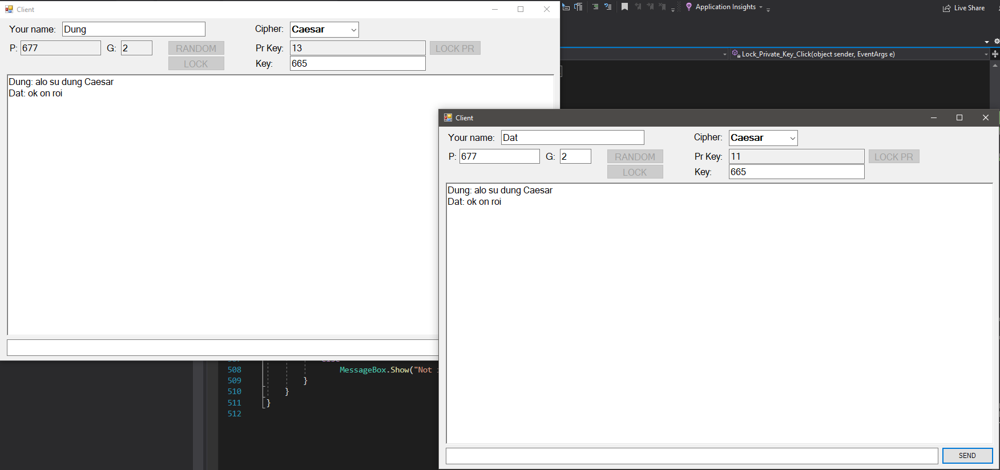 Client
Your name: Dung Cipher: Caesar
P: 677 G: 2 RANDOM Pr Key: 13 LOCK PR
LOCK Key: 665
Dung: alo su dung Caesar
Dat: ok on roi
Application Insights
Live Share
Lock_Private_Key_Click(object sender, EventArgs e)
Client
Your name: Dat Cipher: Caesar
P: 677 G: 2 RANDOM Pr Key: 11 LOCK PR
LOCK Key: 665
Dung: alo su dung Caesar
Dat: ok on roi
SEND
508 MessageBox.Show("Not
509 }
510 }
511 }
512